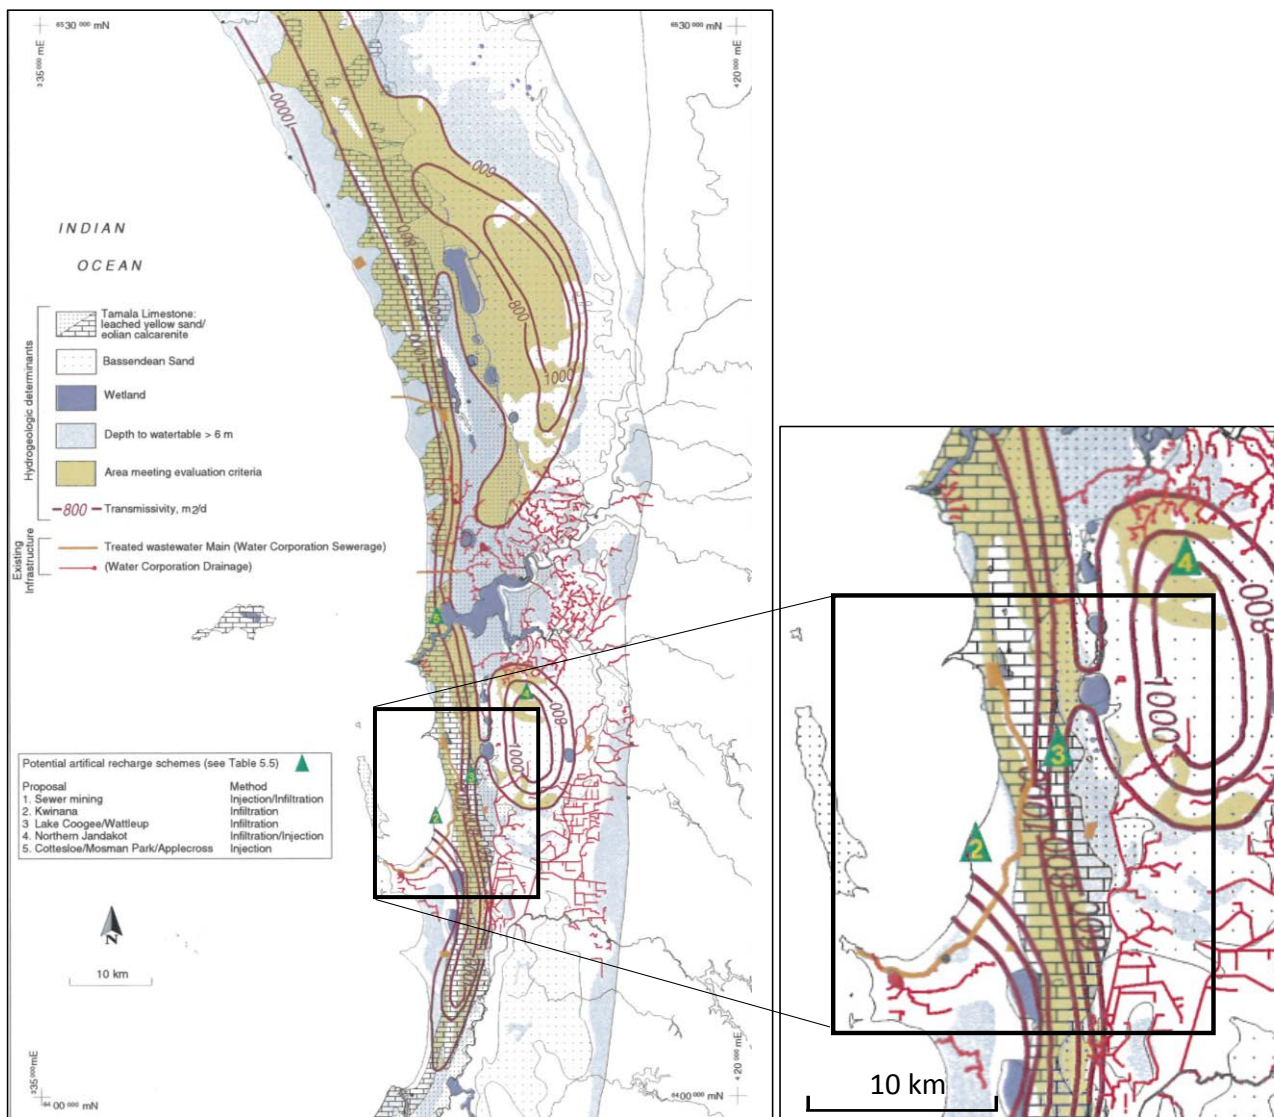 6530 000 mN
6530 000 mN
335 000 mE
420 000 mE
10000
600
INDIAN
OCEAN
800
800
1000
1000
Hydrogeologic determinants
Tamala Limestone:
leached yellow sand/
eolian calcarenite
Bassendean Sand
Wetland
Depth to watertable > 6 m
Area meeting evaluation criteria
800
Transmissivity, m2/d
Existing
Infrastructure
Treated wastewater Main (Water Corporation Sewerage)
(Water Corporation Drainage)
5
4
800
1000
3
2
Potential artifical recharge schemes (see Table 5.5)
Proposal Method
1. Sewer mining Injection/Infiltration
2. Kwinana Infiltration
3 Lake Coogee/Wattleup Infiltration
4. Northern Jandakot Infiltration/Injection
5. Cottesloe/Mosman Park/Applecross Injection
N
10 km
335 000 mE
6400 000 mN
6400 000 mN
420 000 mE
4
800
1000
3
2
800
600
10 km